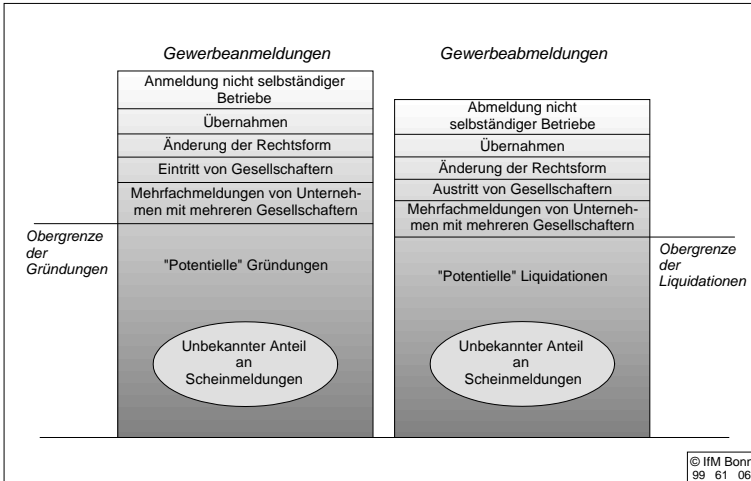 Gewerbeanmeldungen
Anmeldung nicht selbständiger
Betriebe
Übernahmen
Änderung der Rechtsform
Eintritt von Gesellschaftern
Mehrfachmeldungen von Unterneh-
men mit mehreren Gesellschaftern
Obergrenze
der
Gründungen
"Potentielle" Gründungen
Unbekannter Anteil
an
Scheinmeldungen
Gewerbeabmeldungen
Abmeldung nicht
selbständiger Betriebe
Übernahmen
Änderung der Rechtsform
Austritt von Gesellschaftern
Mehrfachmeldungen von Unterneh-
men mit mehreren Gesellschaftern
Obergrenze
der
Liquidationen
"Potentielle" Liquidationen
Unbekannter Anteil
an
Scheinmeldungen
© IfM Bonn
99 61 06